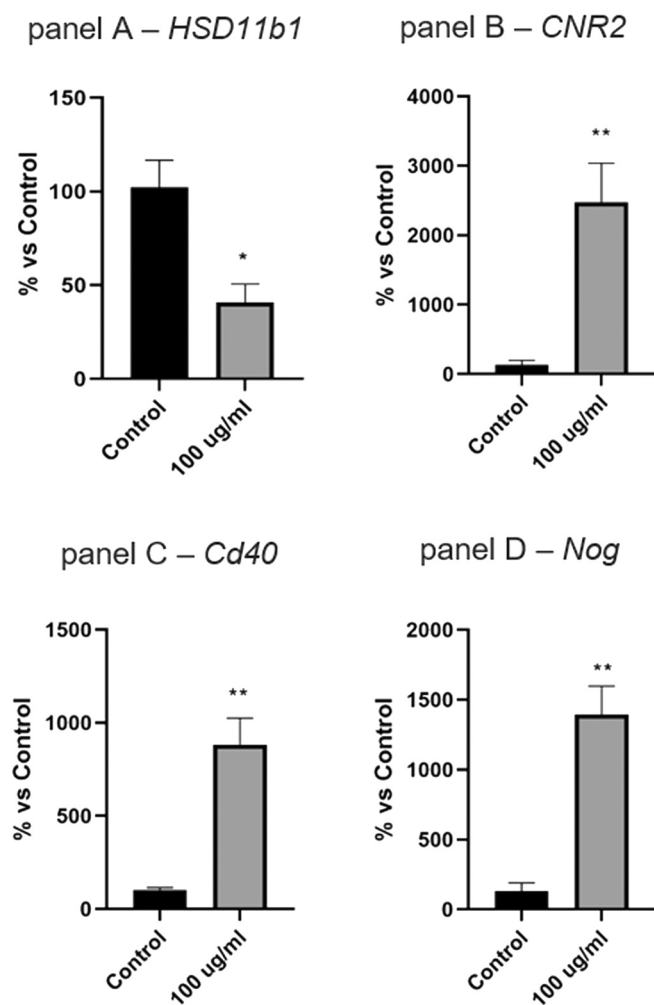 panel A – HSD11b1
% vs Control
150
100
50
0
*
Control
100 ug/ml
panel B – CNR2
% vs Control
4000
3000
2000
1000
0
**
Control
100 ug/ml
panel C – Cd40
% vs Control
1500
1000
500
0
**
Control
100 ug/ml
panel D – Nog
% vs Control
2000
1500
1000
500
0
**
Control
100 ug/ml